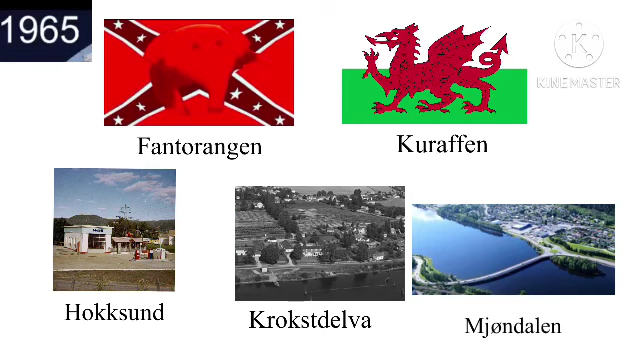 1965
KINEMASTER
Fantorangen
Kuraffen
Hokksund
Krokstdelva
Mjøndalen